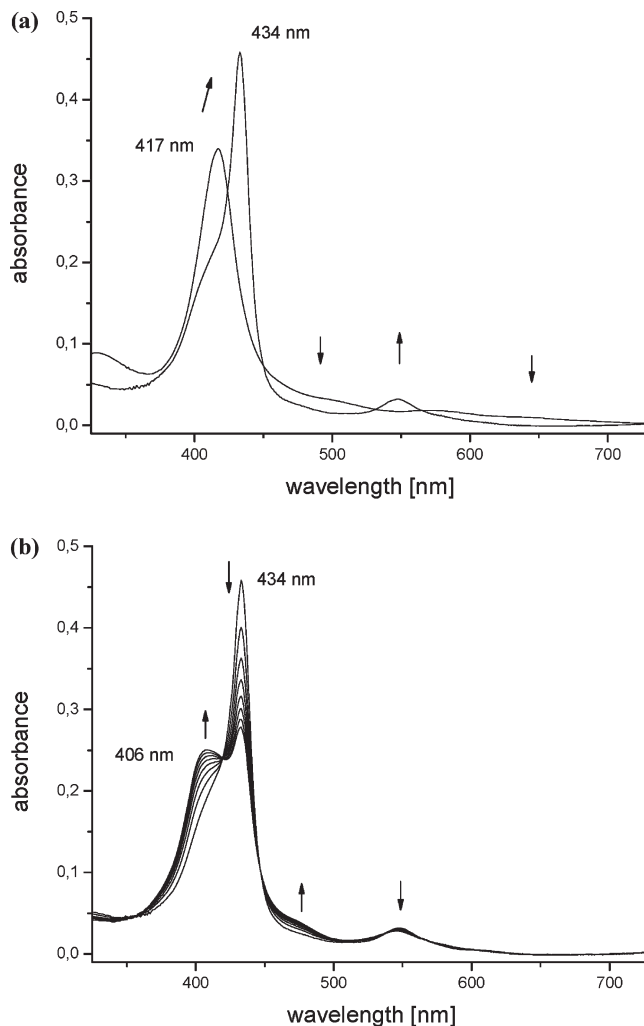 (a)
0,5
434 nm
0,4
417 nm
0,3
absorbance
0,2
0,1
0,0
400 500 600 700
wavelength [nm]
(b)
0,5
434 nm
0,4
0,3
406 nm
absorbance
0,2
0,1
0,0
400 500 600 700
wavelength [nm]